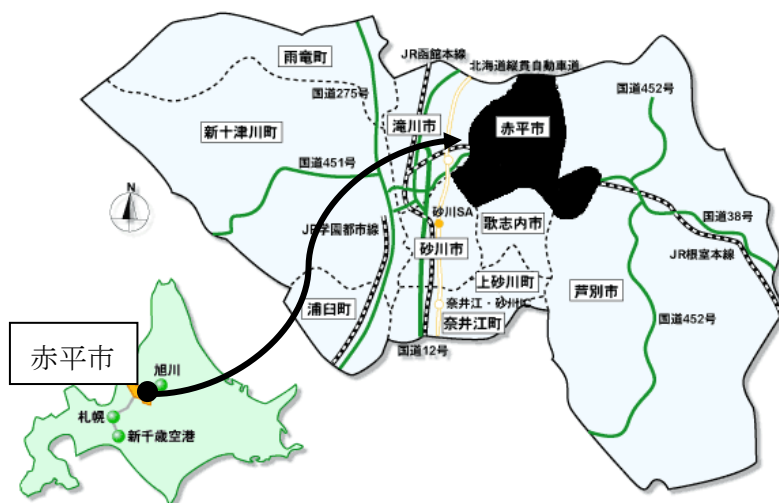 雨竜町
JR函館本線
北海道縦貫自動車道
国道275号
国道452号
新十津川町
滝川市
赤平市
国道451号
砂川SA
歌志内市
国道38号
JR学園都市線
砂川市
JR根室本線
上砂川町
芦別市
浦臼町
奈井江・砂川IC
奈井江町
国道452号
国道12号
N
赤平市
旭川
札幌
新千歳空港